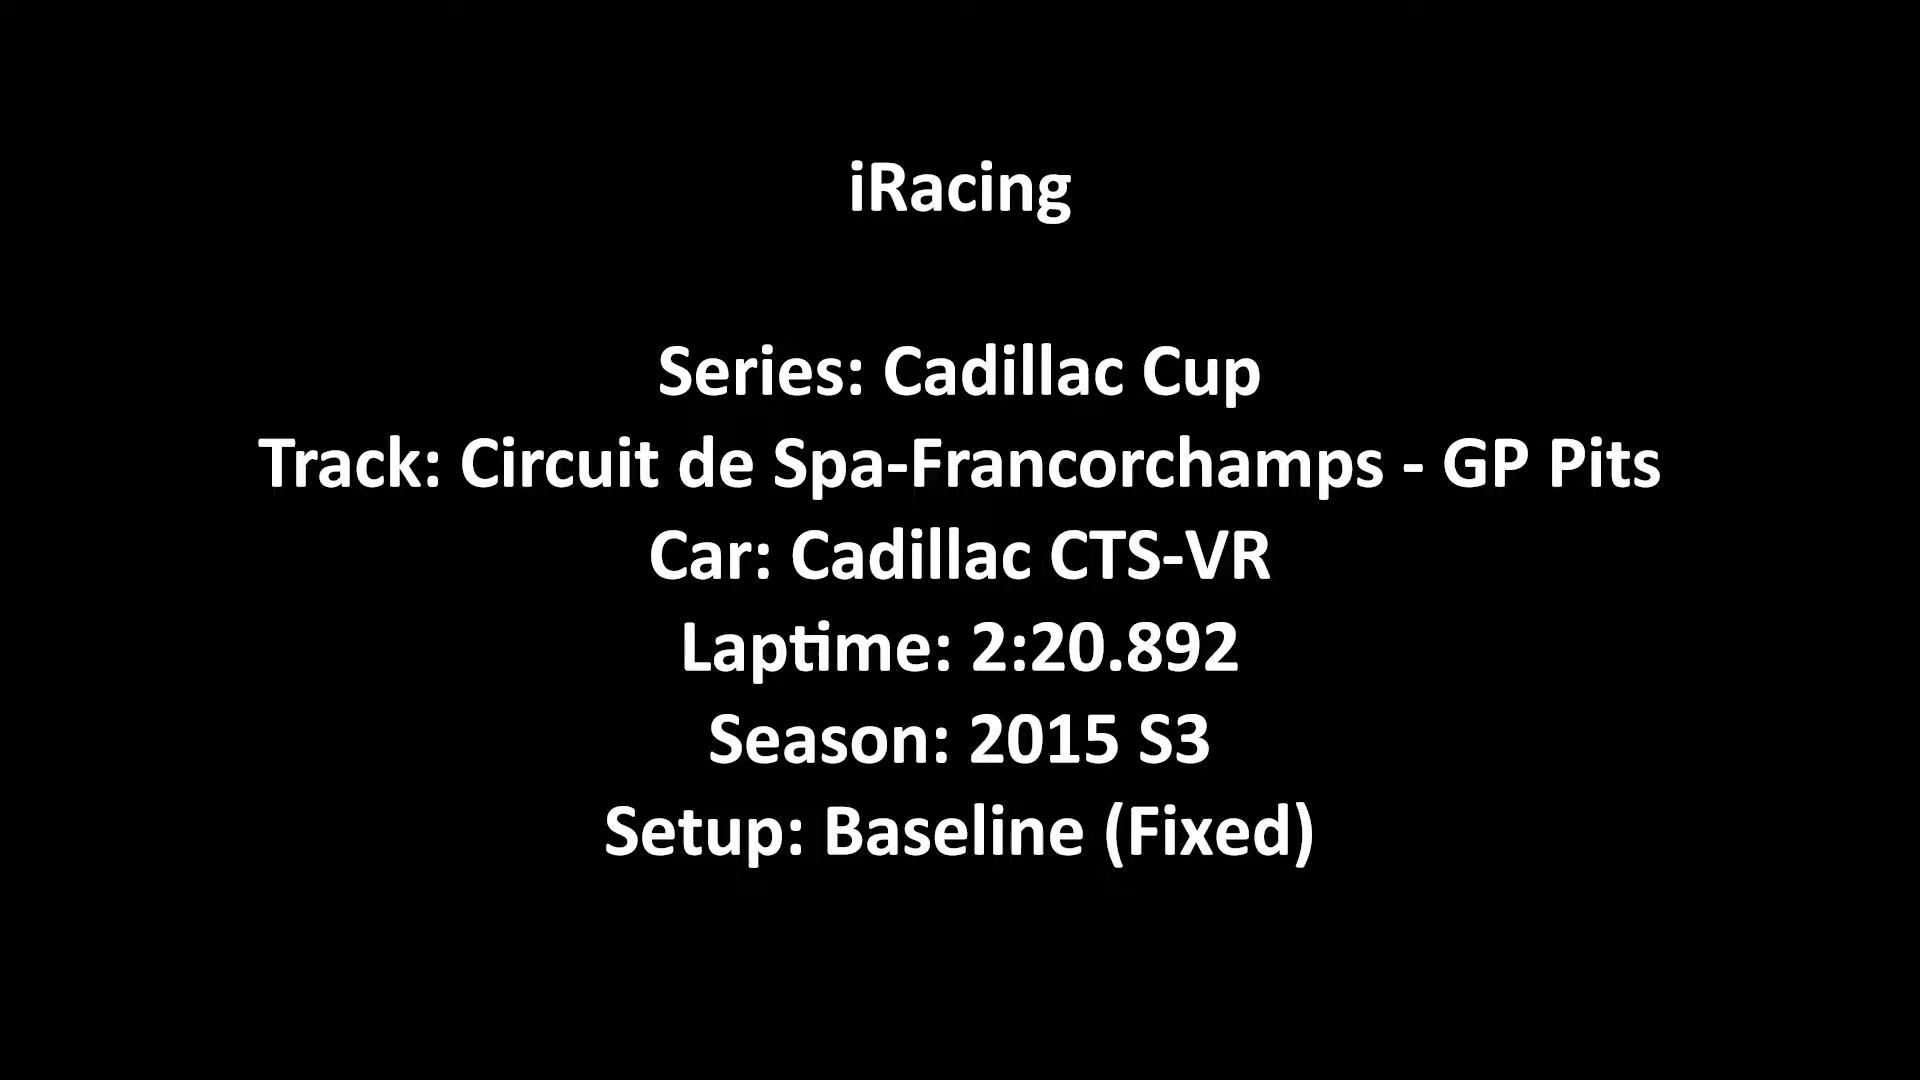 iRacing
Series: Cadillac Cup
Track: Circuit de Spa-Francorchamps - GP Pits
Car: Cadillac CTS-VR
Laptime: 2:20.892
Season: 2015 S3
Setup: Baseline (Fixed)